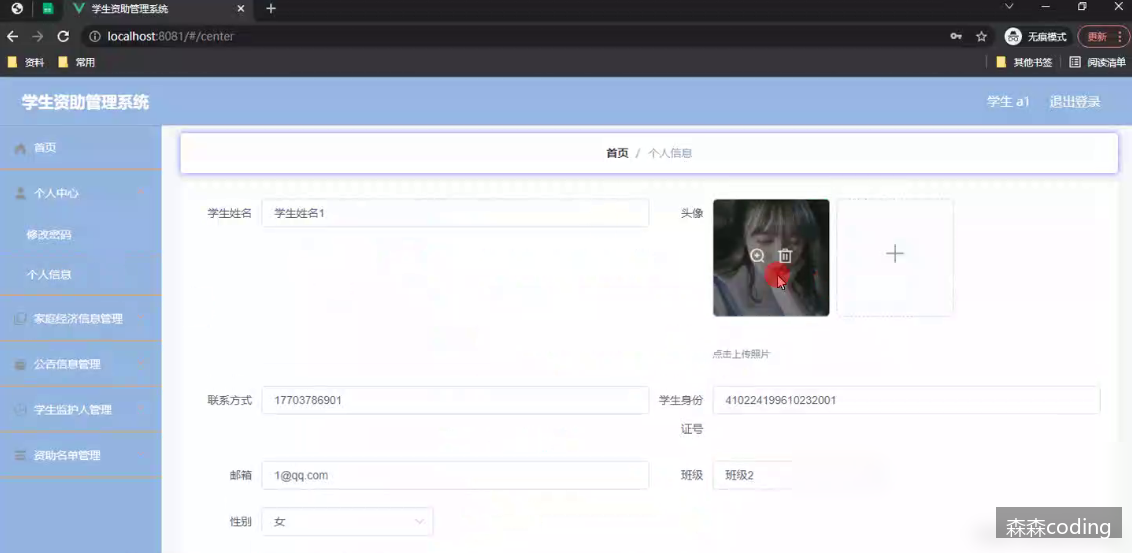 学生资助管理系统
localhost:8081/#/center
无痕模式
更新
资料
常用
其他书签
阅读清单
学生资助管理系统
学生 a1
退出登录
首页
个人中心
修改密码
个人信息
家庭经济信息管理
公告信息管理
学生监护人管理
资助名单管理
首页 / 个人信息
学生姓名
学生姓名1
头像
点击上传照片
联系方式
17703786901
学生身份证号
410224199610232001
邮箱
1@qq.com
班级
班级2
性别
女
森森coding